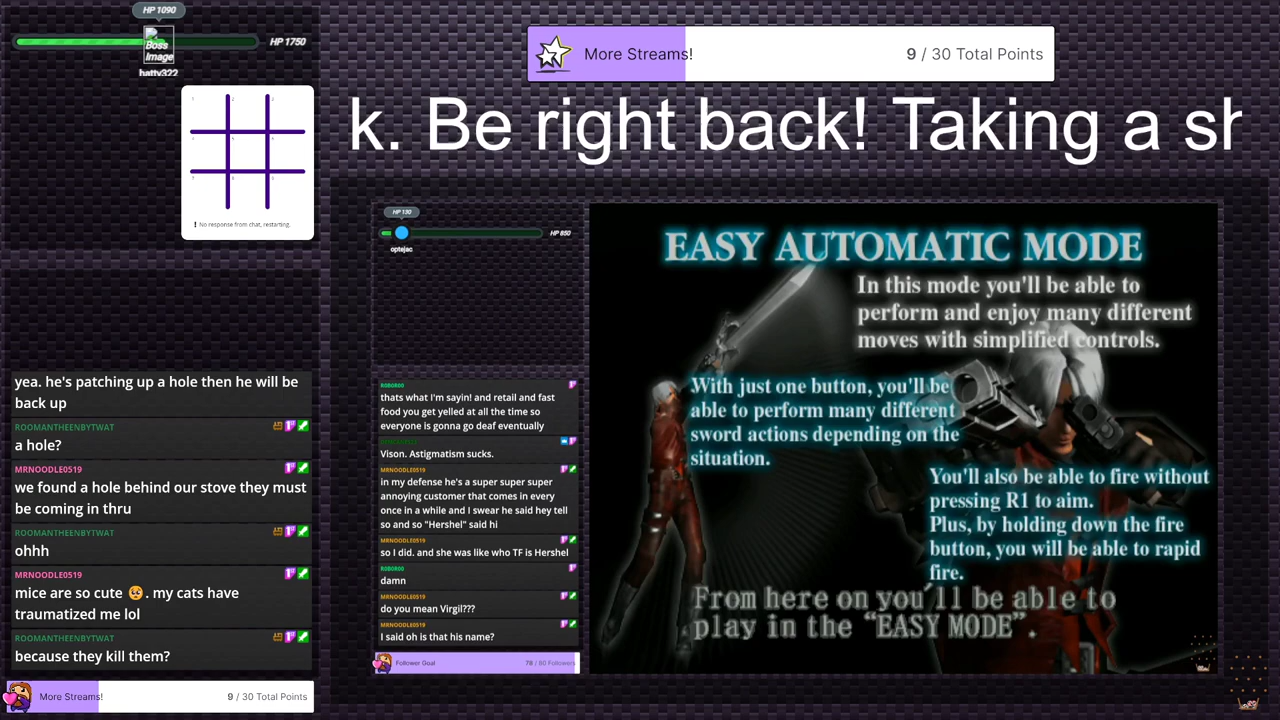 HP 1090
HP 1750
Boss
Image
batty322
More Streams!
9 / 30 Total Points
k. Be right back! Taking a sh
1
2
3
! No response from chat, restarting.
HP 130
HP 850
optejac
EASY AUTOMATIC MODE
In this mode you'll be able to
perform and enjoy many different
moves with simplified controls.
With just one button, you'll be
able to perform many different
sword actions depending on the
situation.
You'll also be able to fire without
pressing R1 to aim.
Plus, by holding down the fire
button, you will be able to rapid
fire.
From here on you'll be able to
play in the "EASY MODE".
yea. he's patching up a hole then he will be
back up
ROOMANTHEENBYTWAT
a hole?
MRNOODLE0519
we found a hole behind our stove they must
be coming in thru
ROOMANTHEENBYTWAT
ohhh
MRNOODLE0519
mice are so cute 🥺. my cats have
traumatized me lol
ROOMANTHEENBYTWAT
because they kill them?
More Streams!
9 / 30 Total Points
thats what I'm sayin! and retail and fast
food you get yelled at all the time so
everyone is gonna go deaf eventually
Vison. Astigmatism sucks.
MRNOODLE0519
in my defense he's a super super super
annoying customer that comes in every
once in a while and I swear he said hey tell
so and so "Hershel" said hi
MRNOODLE0519
so I did. and she was like who TF is Hershel
damn
MRNOODLE0519
do you mean Virgil???
MRNOODLE0519
I said oh is that his name?
Follower Goal